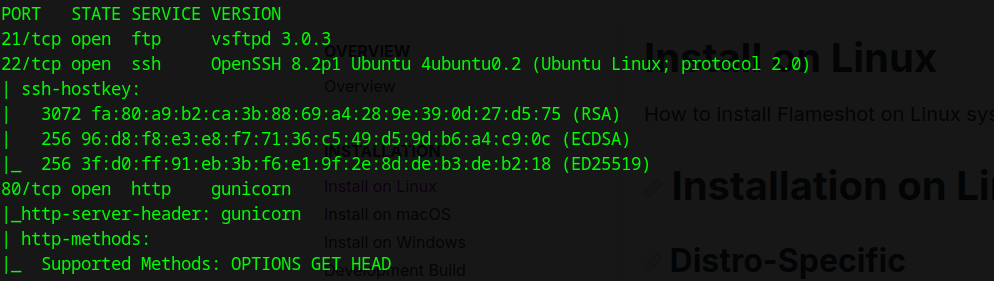 PORT   STATE SERVICE VERSION
21/tcp open  ftp     vsftpd 3.0.3
22/tcp open  ssh     OpenSSH 8.2p1 Ubuntu 4ubuntu0.2 (Ubuntu Linux; protocol 2.0)
| ssh-hostkey:
|   3072 fa:80:a9:b2:ca:3b:88:69:a4:28:9e:39:0d:27:d5:75 (RSA)
|   256 96:d8:f8:e3:e8:f7:71:36:c5:49:d5:9d:b6:a4:c9:0c (ECDSA)
|_  256 3f:d0:ff:91:eb:3b:f6:e1:9f:2e:8d:de:b3:de:b2:18 (ED25519)
80/tcp open  http    gunicorn
|_http-server-header: gunicorn
| http-methods:
|_  Supported Methods: OPTIONS GET HEAD
OVERVIEW
Overview
INSTALLATION
Install on Linux
Install on macOS
Install on Windows
Development Build
Install on Linux
How to install Flameshot on Linux sys
Installation on Li
Distro-Specific